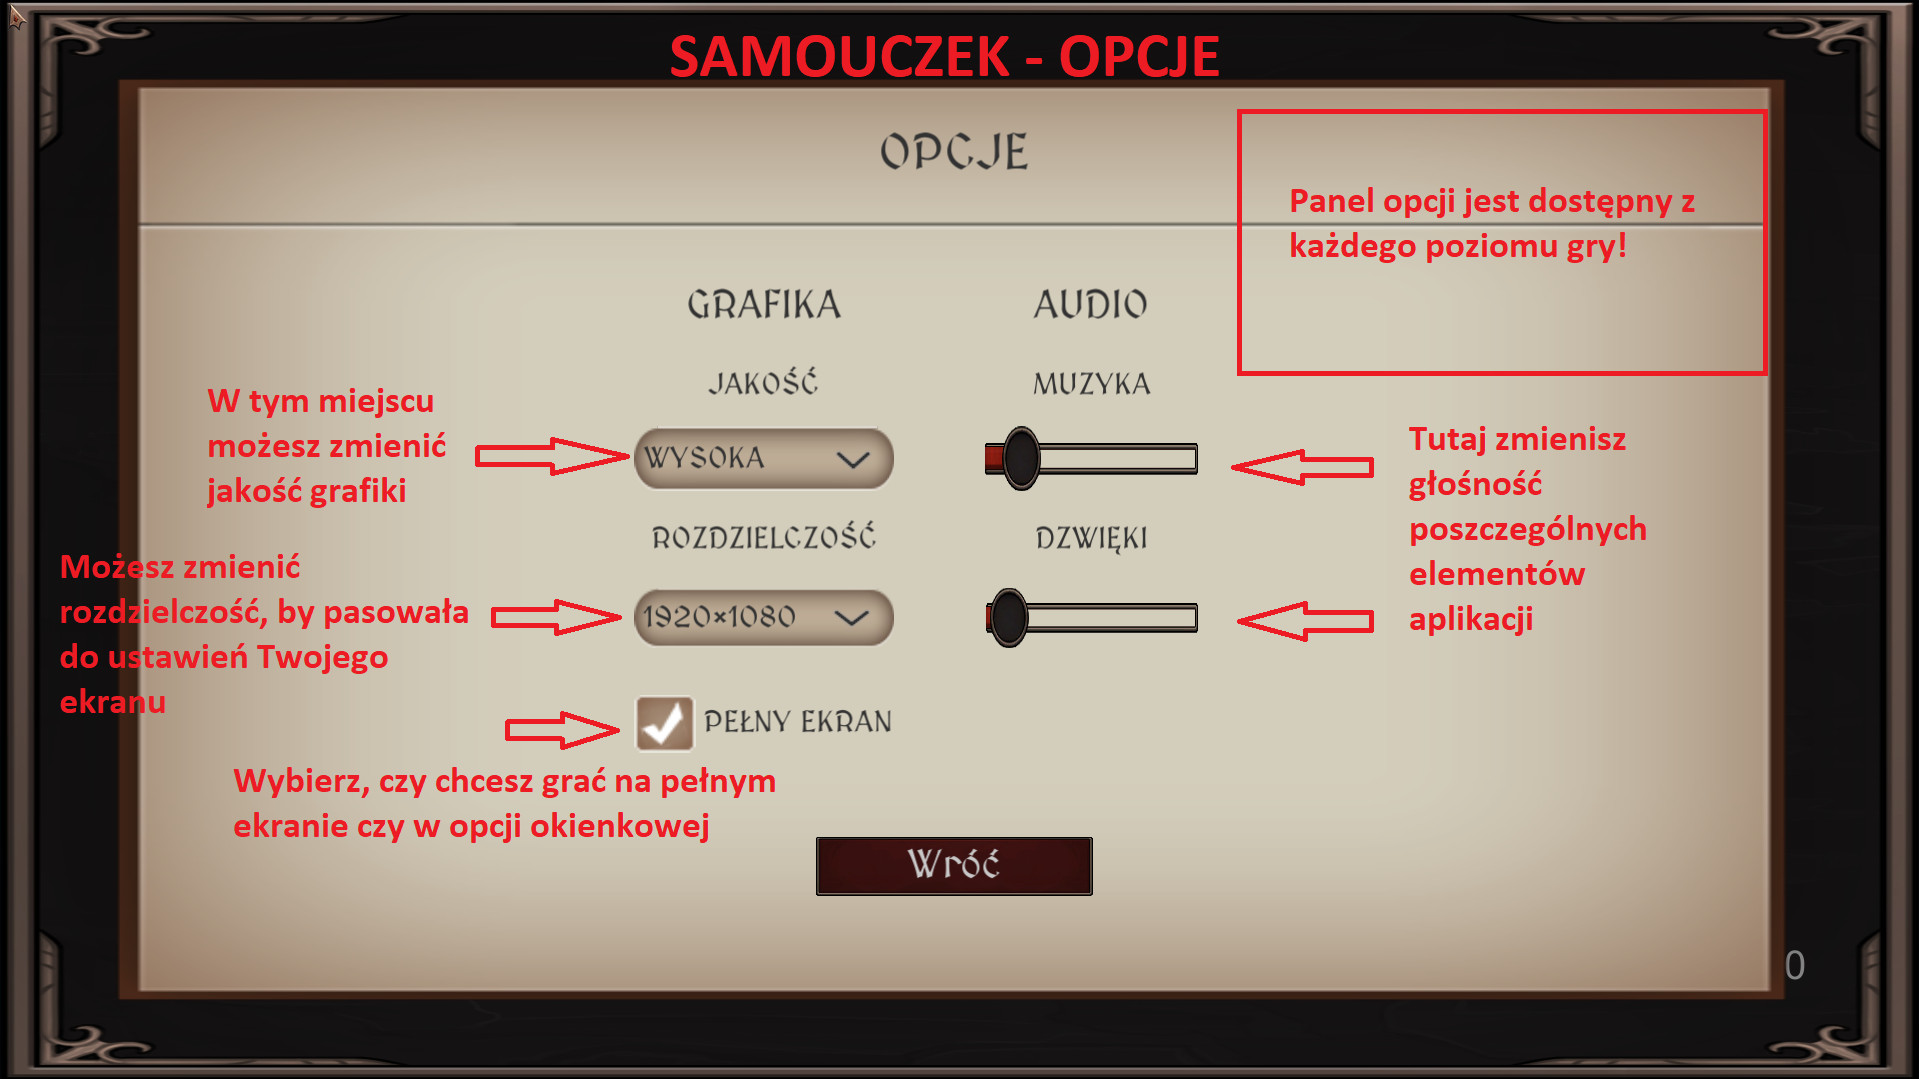 SAMOUCZEK - OPCJE
OPCJE
Panel opcji jest dostępny z
każdego poziomu gry!
GRAFIKA
AUDIO
JAKOŚĆ
MUZYKA
W tym miejscu
możesz zmienić
jakość grafiki
WYSOKA
Tutaj zmienisz
głośność
poszczególnych
elementów
aplikacji
ROZDZIELCZOŚĆ
DZWIĘKI
Możesz zmienić
rozdzielczość, by pasowała
do ustawień Twojego
ekranu
1920×1080
PEŁNY EKRAN
Wybierz, czy chcesz grać na pełnym
ekranie czy w opcji okienkowej
Wróć
0